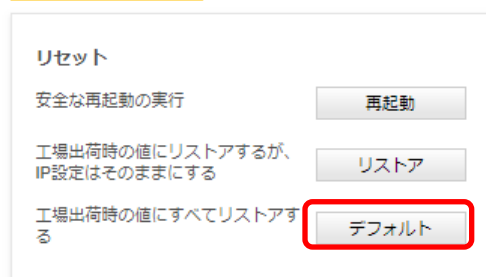 リセット
安全な再起動の実行
再起動
工場出荷時の値にリストアするが、
IP設定はそのままにする
リストア
工場出荷時の値にすべてリストアす
る
デフォルト